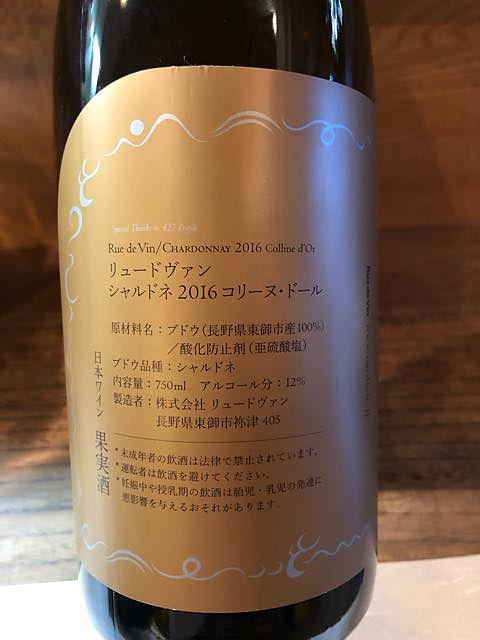 Special Thanks to 427 People
Rue de Vin/CHARDONNAY 2016 Colline d'Or
リュードヴァン
シャルドネ 2016 コリーヌ・ドール
原材料名：ブドウ（長野県東御市産100%）
／酸化防止剤（亜硫酸塩）
ブドウ品種：シャルドネ
内容量：750ml アルコール分：12%
製造者：株式会社 リュードヴァン
長野県東御市祢津 405
日本ワイン 果実酒
＊未成年者の飲酒は法律で禁止されています。
＊運転者は飲酒を避けてください。
＊妊娠中や授乳期の飲酒は胎児・乳児の発達に
悪影響を与えるおそれがあります。
Rue de Vin